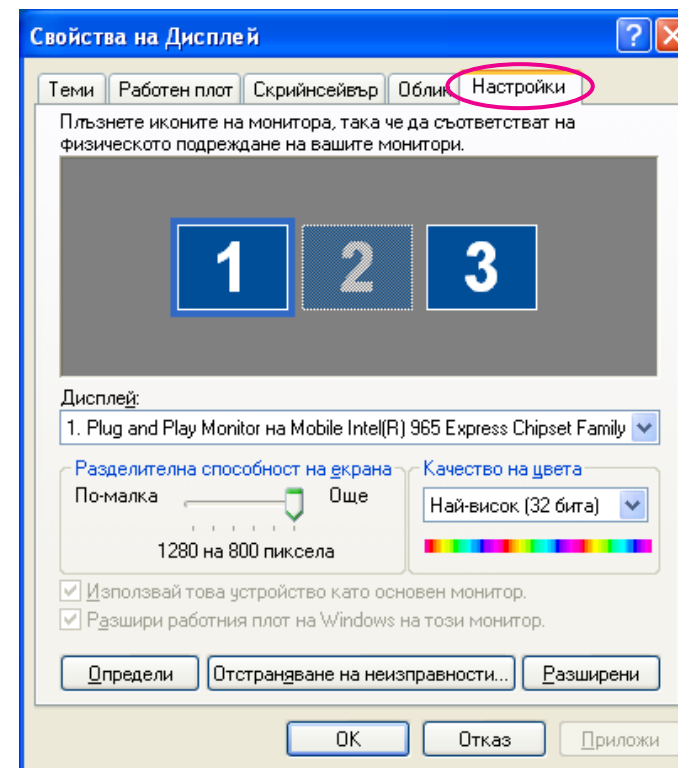 Свойства на Дисплей
Теми Работен плот Скрийнсейвър Облик Настройки
Плъзнете иконите на монитора, така че да съответстват на
физическото подреждане на вашите монитори.
1 2 3
Дисплей:
1. Plug and Play Monitor на Mobile Intel(R) 965 Express Chipset Family
Разделителна способност на екрана Качество на цвета
По-малка Още Най-висок (32 бита)
1280 на 800 пиксела
Използвай това устройство като основен монитор.
Разшири работния плот на Windows на този монитор.
Определи Отстраняване на неизправности... Разширени
OK Отказ Приложи